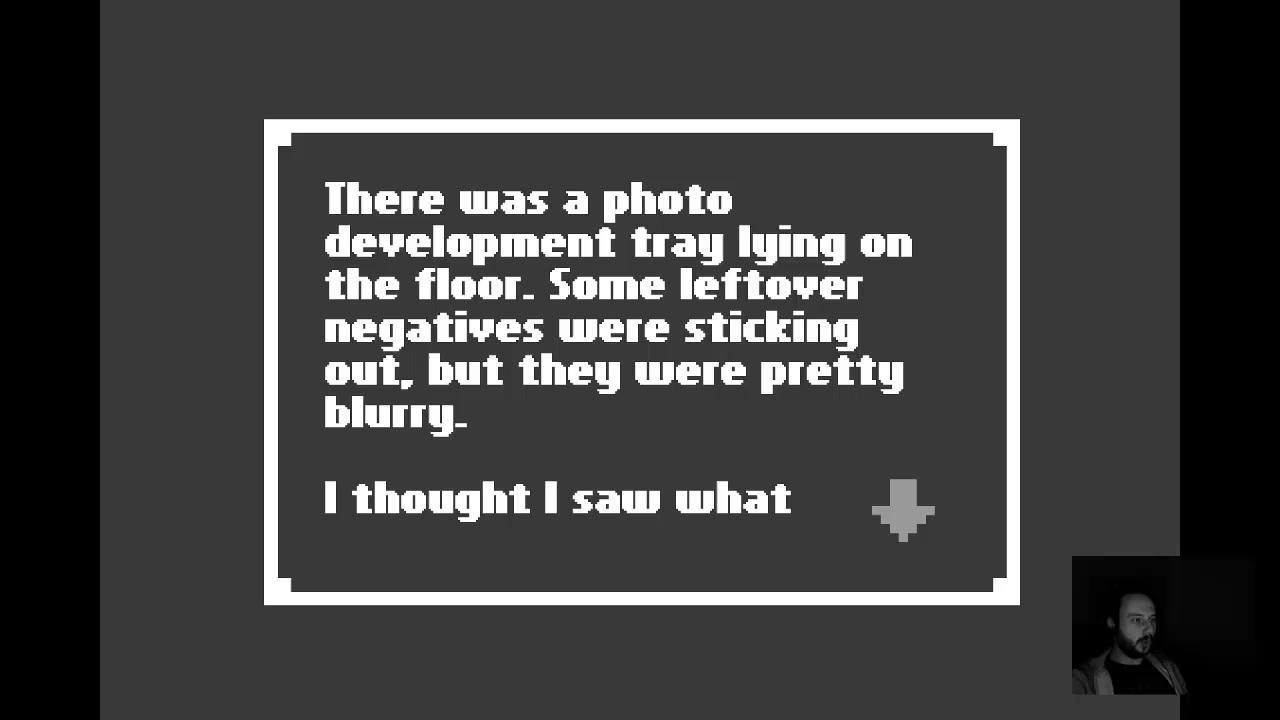 There was a photo
development tray lying on
the floor. Some leftover
negatives were sticking
out, but they were pretty
blurry.
I thought I saw what